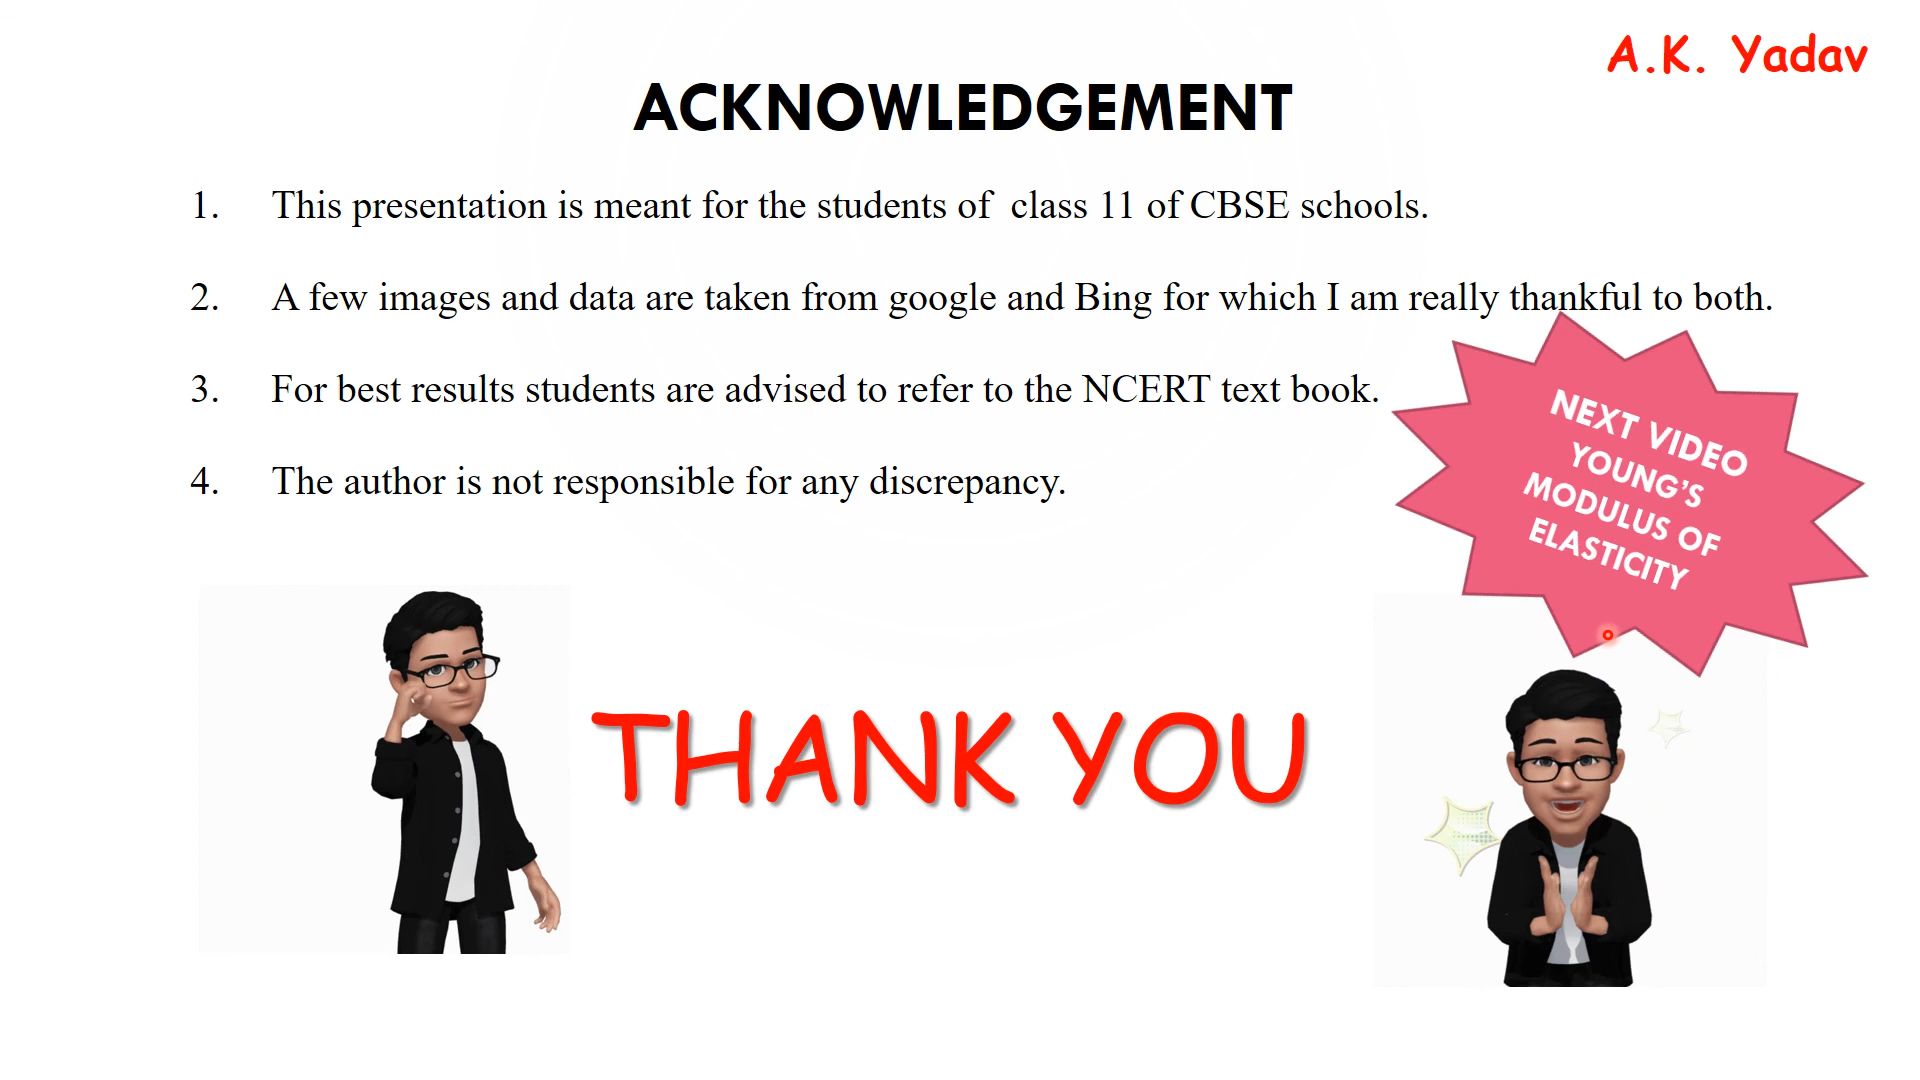 A.K. Yadav
ACKNOWLEDGEMENT
1. This presentation is meant for the students of class 11 of CBSE schools.
2. A few images and data are taken from google and Bing for which I am really thankful to both.
3. For best results students are advised to refer to the NCERT text book.
4. The author is not responsible for any discrepancy.
NEXT VIDEO
YOUNG’S
MODULUS OF
ELASTICITY
THANK YOU